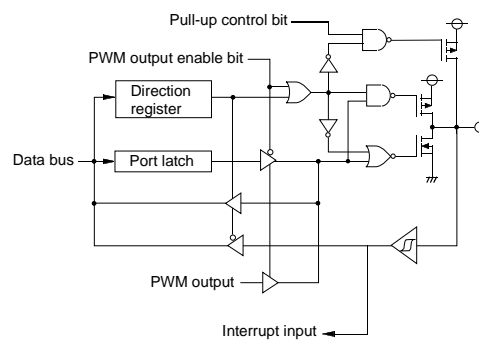 Pull-up control bit
PWM output enable bit
Direction
register
Data bus
Port latch
PWM output
Interrupt input